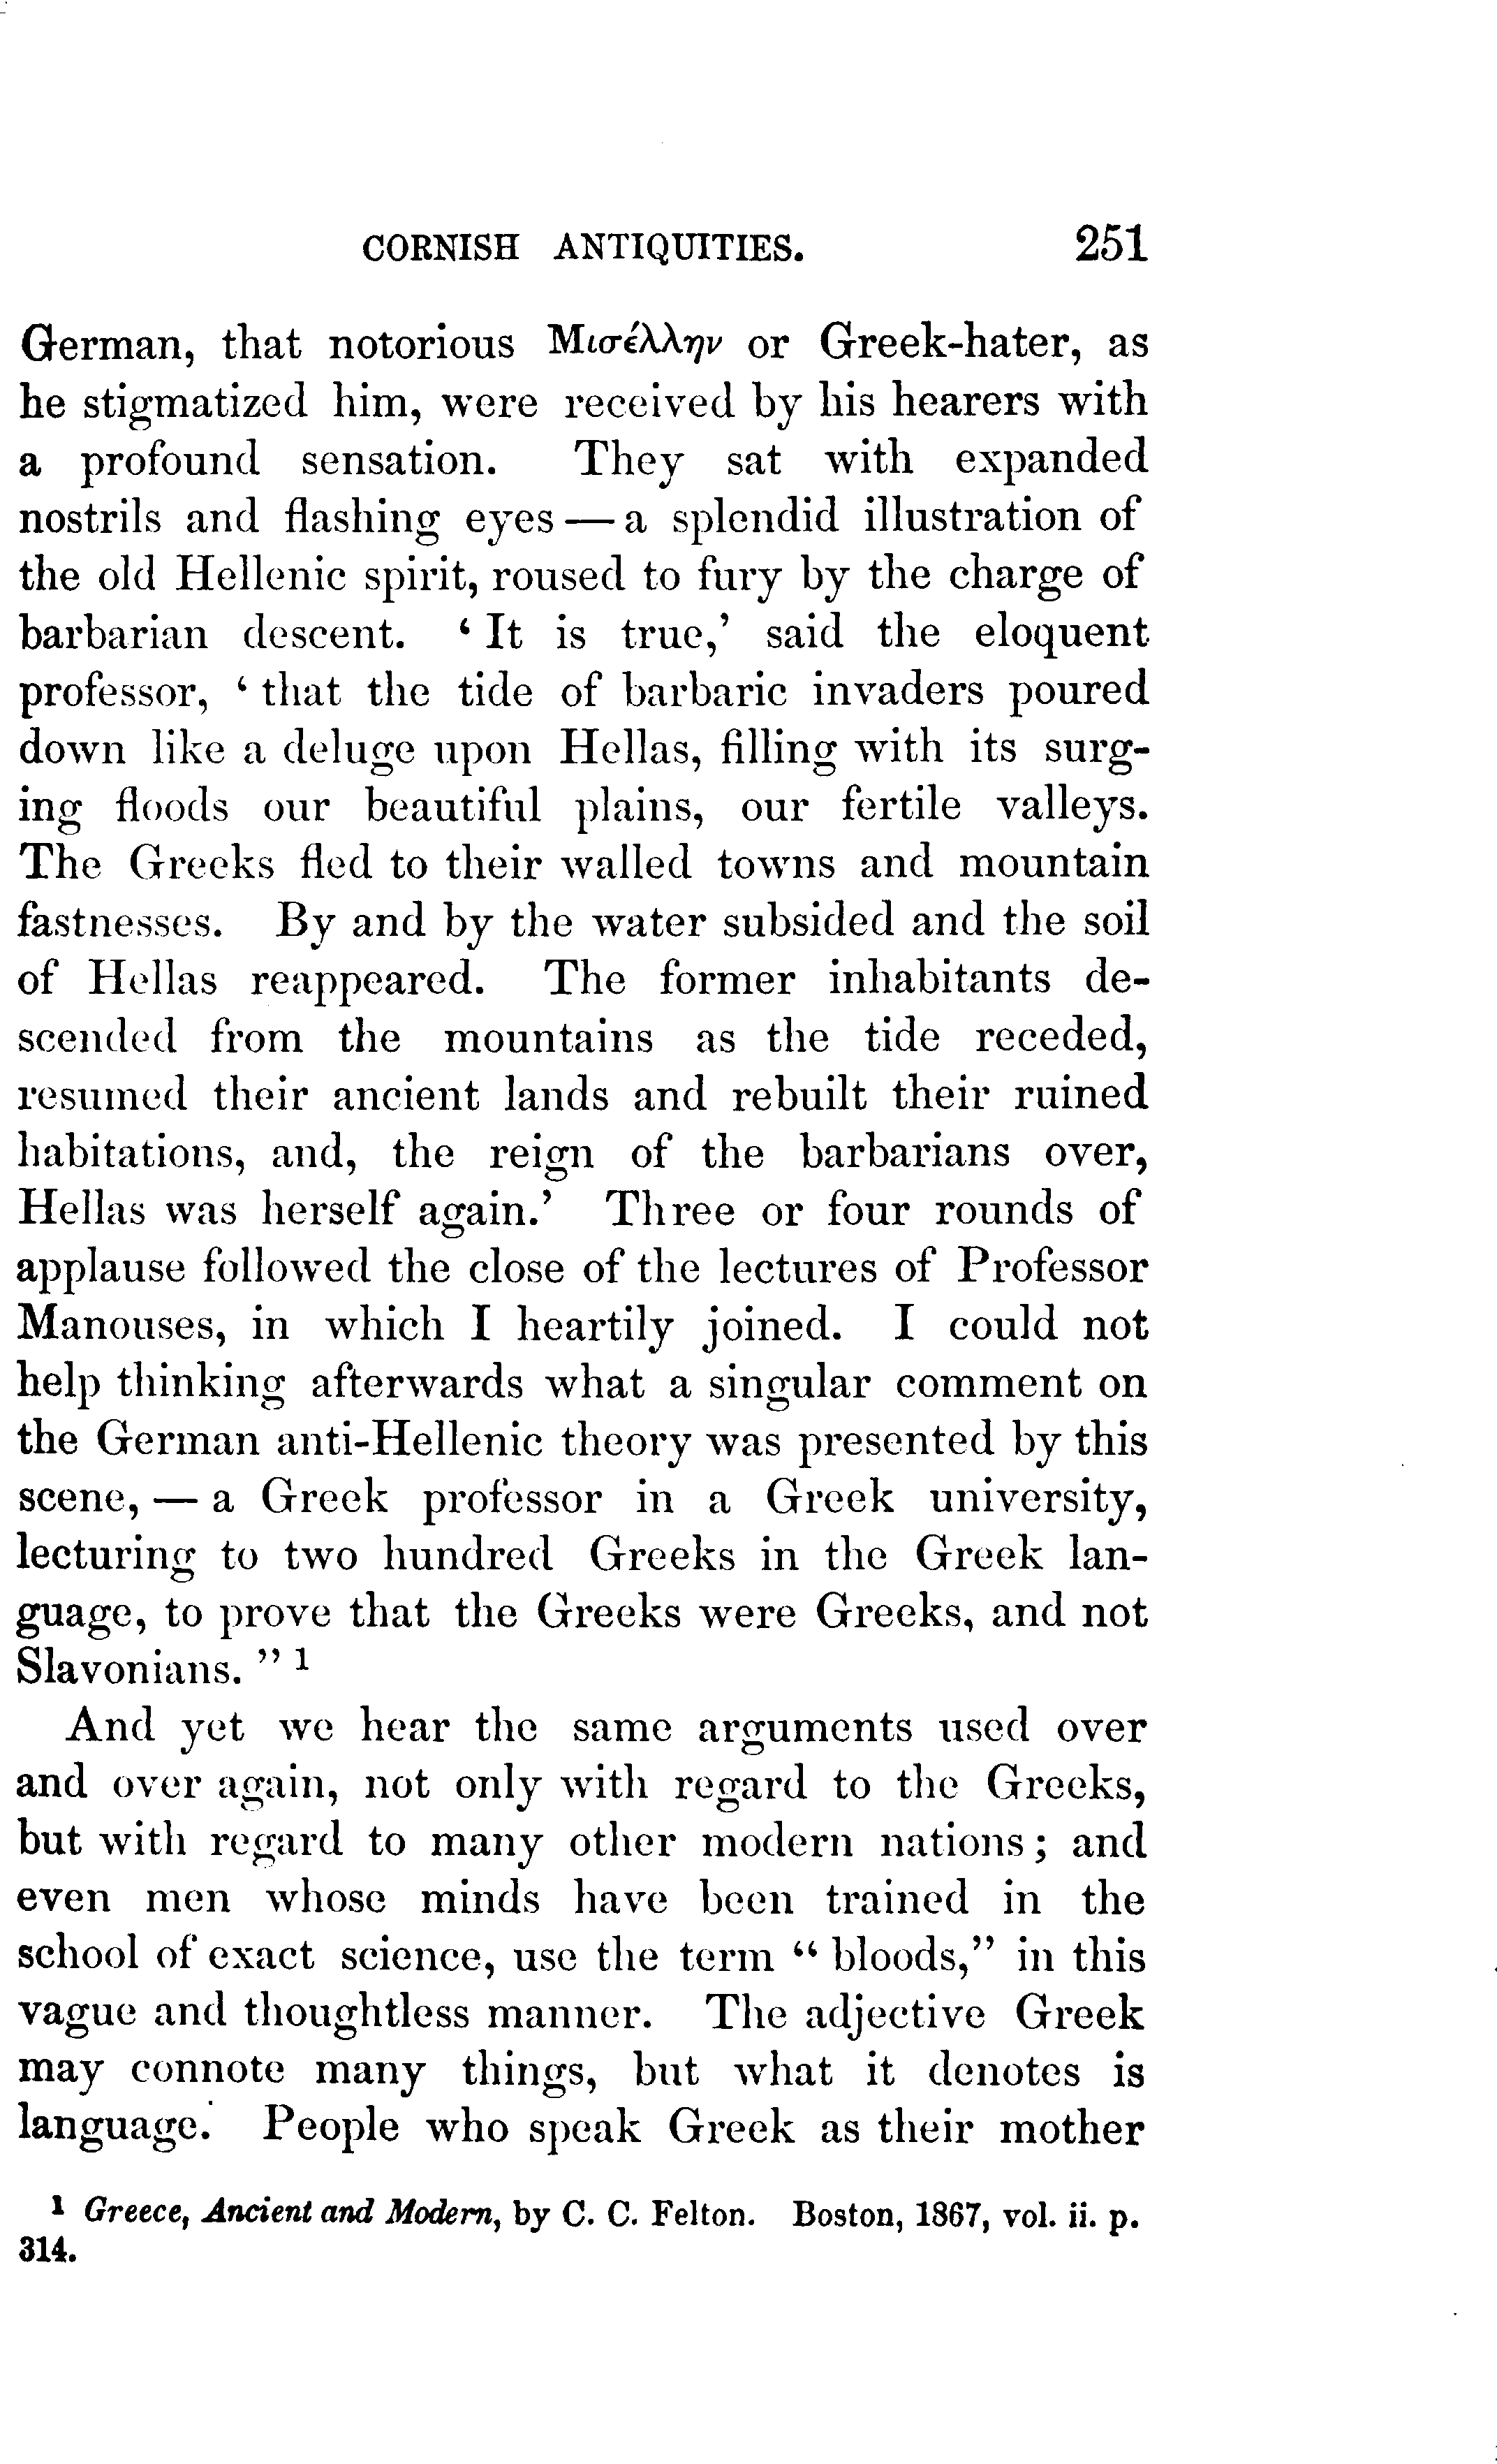 CORNISH ANTIQUITIES. 251
German, that notorious Μισέλλην or Greek-hater, as
he stigmatized him, were received by his hearers with
a profound sensation. They sat with expanded
nostrils and flashing eyes — a splendid illustration of
the old Hellenic spirit, roused to fury by the charge of
barbarian descent. ‘ It is true,’ said the eloquent
professor, ‘ that the tide of barbaric invaders poured
down like a deluge upon Hellas, filling with its surg-
ing floods our beautiful plains, our fertile valleys.
The Greeks fled to their walled towns and mountain
fastnesses. By and by the water subsided and the soil
of Hellas reappeared. The former inhabitants de-
scended from the mountains as the tide receded,
resumed their ancient lands and rebuilt their ruined
habitations, and, the reign of the barbarians over,
Hellas was herself again.’ Three or four rounds of
applause followed the close of the lectures of Professor
Manouses, in which I heartily joined. I could not
help thinking afterwards what a singular comment on
the German anti-Hellenic theory was presented by this
scene, — a Greek professor in a Greek university,
lecturing to two hundred Greeks in the Greek lan-
guage, to prove that the Greeks were Greeks, and not
Slavonians. ” 1
And yet we hear the same arguments used over
and over again, not only with regard to the Greeks,
but with regard to many other modern nations ; and
even men whose minds have been trained in the
school of exact science, use the term “ bloods,” in this
vague and thoughtless manner. The adjective Greek
may connote many things, but what it denotes is
language. People who speak Greek as their mother
1 Greece, Ancient and Modern, by C. C. Felton. Boston, 1867, vol. ii. p.
314.